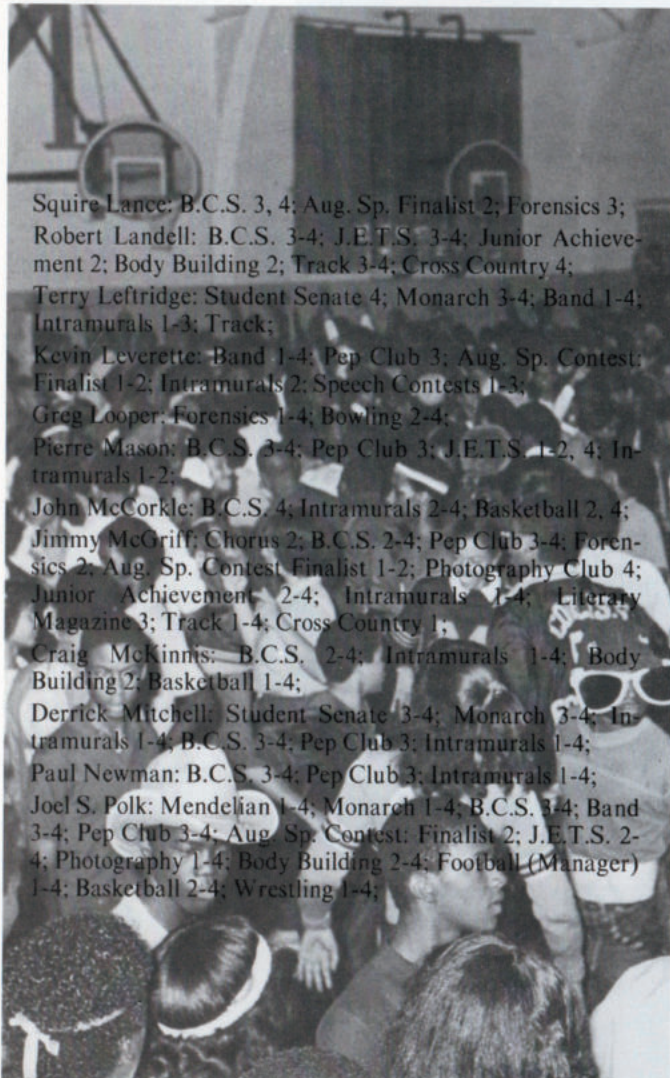 Squire Lance: B.C.S. 3, 4; Aug. Sp. Finalist 2; Forensics 3;
Robert Landell: B.C.S. 3-4; J.E.T.S. 3-4; Junior Achieve-
ment 2; Body Building 2; Track 3-4; Cross Country 4;
Terry Leftridge: Student Senate 4; Monarch 3-4; Band 1-4;
Intramurals 1-3; Track;
Kevin Leverette: Band 1-4; Pep Club 3; Aug. Sp. Contest:
Finalist 1-2; Intramurals 2; Speech Contests 1-3;
Greg Looper: Forensics 1-4; Bowling 2-4;
Pierre Mason: B.C.S. 3-4; Pep Club 3; J.E.T.S. 1-2, 4; In-
tramurals 1-2;
John McCorkle: B.C.S. 4; Intramurals 2-4; Basketball 2, 4;
Jimmy McGriff: Chorus 2; B.C.S. 2-4; Pep Club 3-4; Foren-
sics 2; Aug. Sp. Contest Finalist 1-2; Photography Club 4;
Junior Achievement 2-4; Intramurals 1-4; Literary
Magazine 3; Track 1-4; Cross Country 1;
Craig McKinnis: B.C.S. 2-4; Intramurals 1-4; Body
Building 2; Basketball 1-4;
Derrick Mitchell: Student Senate 3-4; Monarch 3-4; In-
tramurals 1-4; B.C.S. 3-4; Pep Club 3; Intramurals 1-4;
Paul Newman: B.C.S. 3-4; Pep Club 3; Intramurals 1-4;
Joel S. Polk: Mendelian 1-4; Monarch 1-4; B.C.S. 3-4; Band
3-4; Pep Club 3-4; Aug. Sp. Contest: Finalist 2; J.E.T.S. 2-
4; Photography 1-4; Body Building 2-4; Football (Manager)
1-4; Basketball 2-4; Wrestling 1-4;